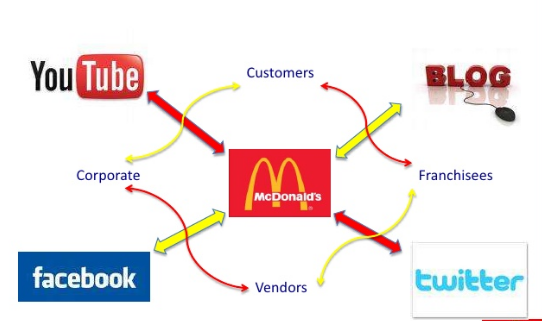 YouTube
Customers
BLOG
Corporate
McDonald's
Franchisees
facebook
Vendors
twitter